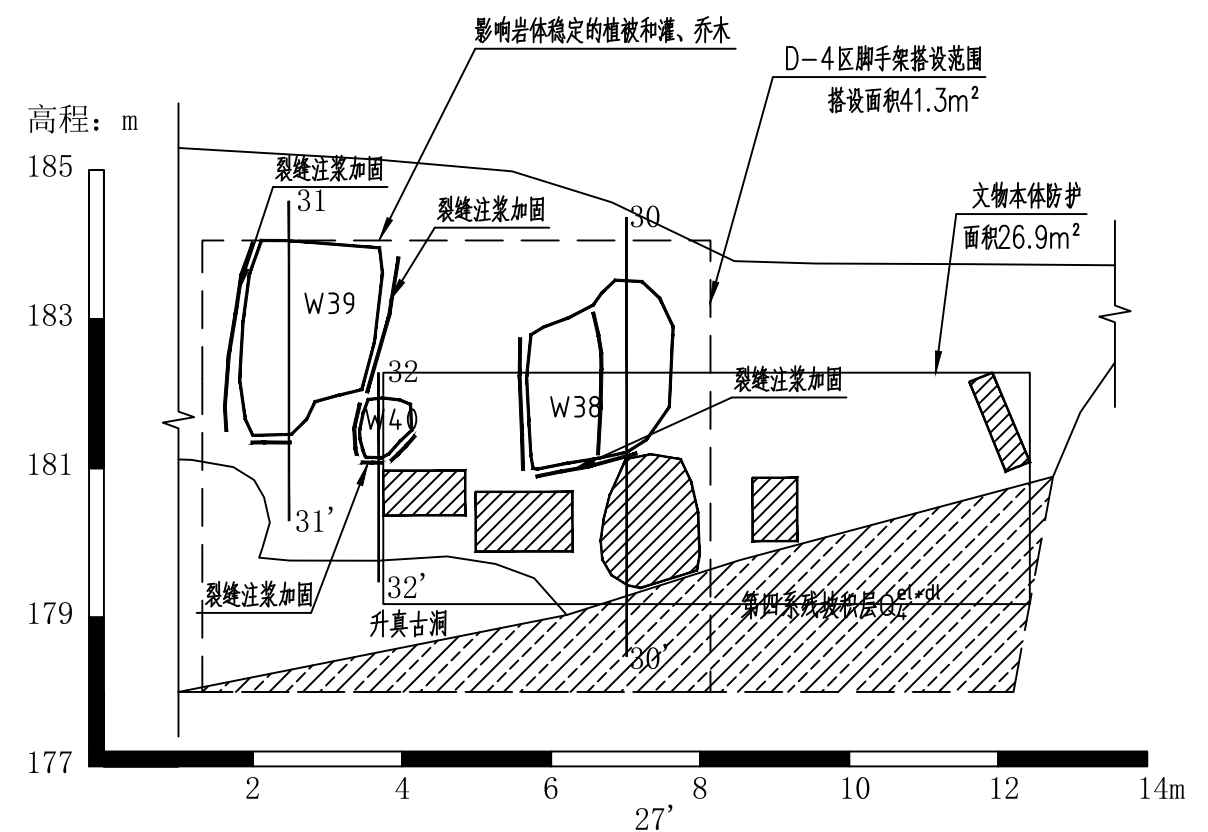 影响岩体稳定的植被和灌、乔木
D-4区脚手架搭设范围
搭设面积41.3m²
高程：m
185
裂缝注浆加固
31
裂缝注浆加固
30
文物本体防护
面积26.9m²
W39
183
32
裂缝注浆加固
W38
W40
181
31'
裂缝注浆加固
32'
第四系残坡积层Q₄ᵉˡ⁺ᵈˡ
179
升真古洞
30'
177
2
4
6
8
10
12
14m
27'